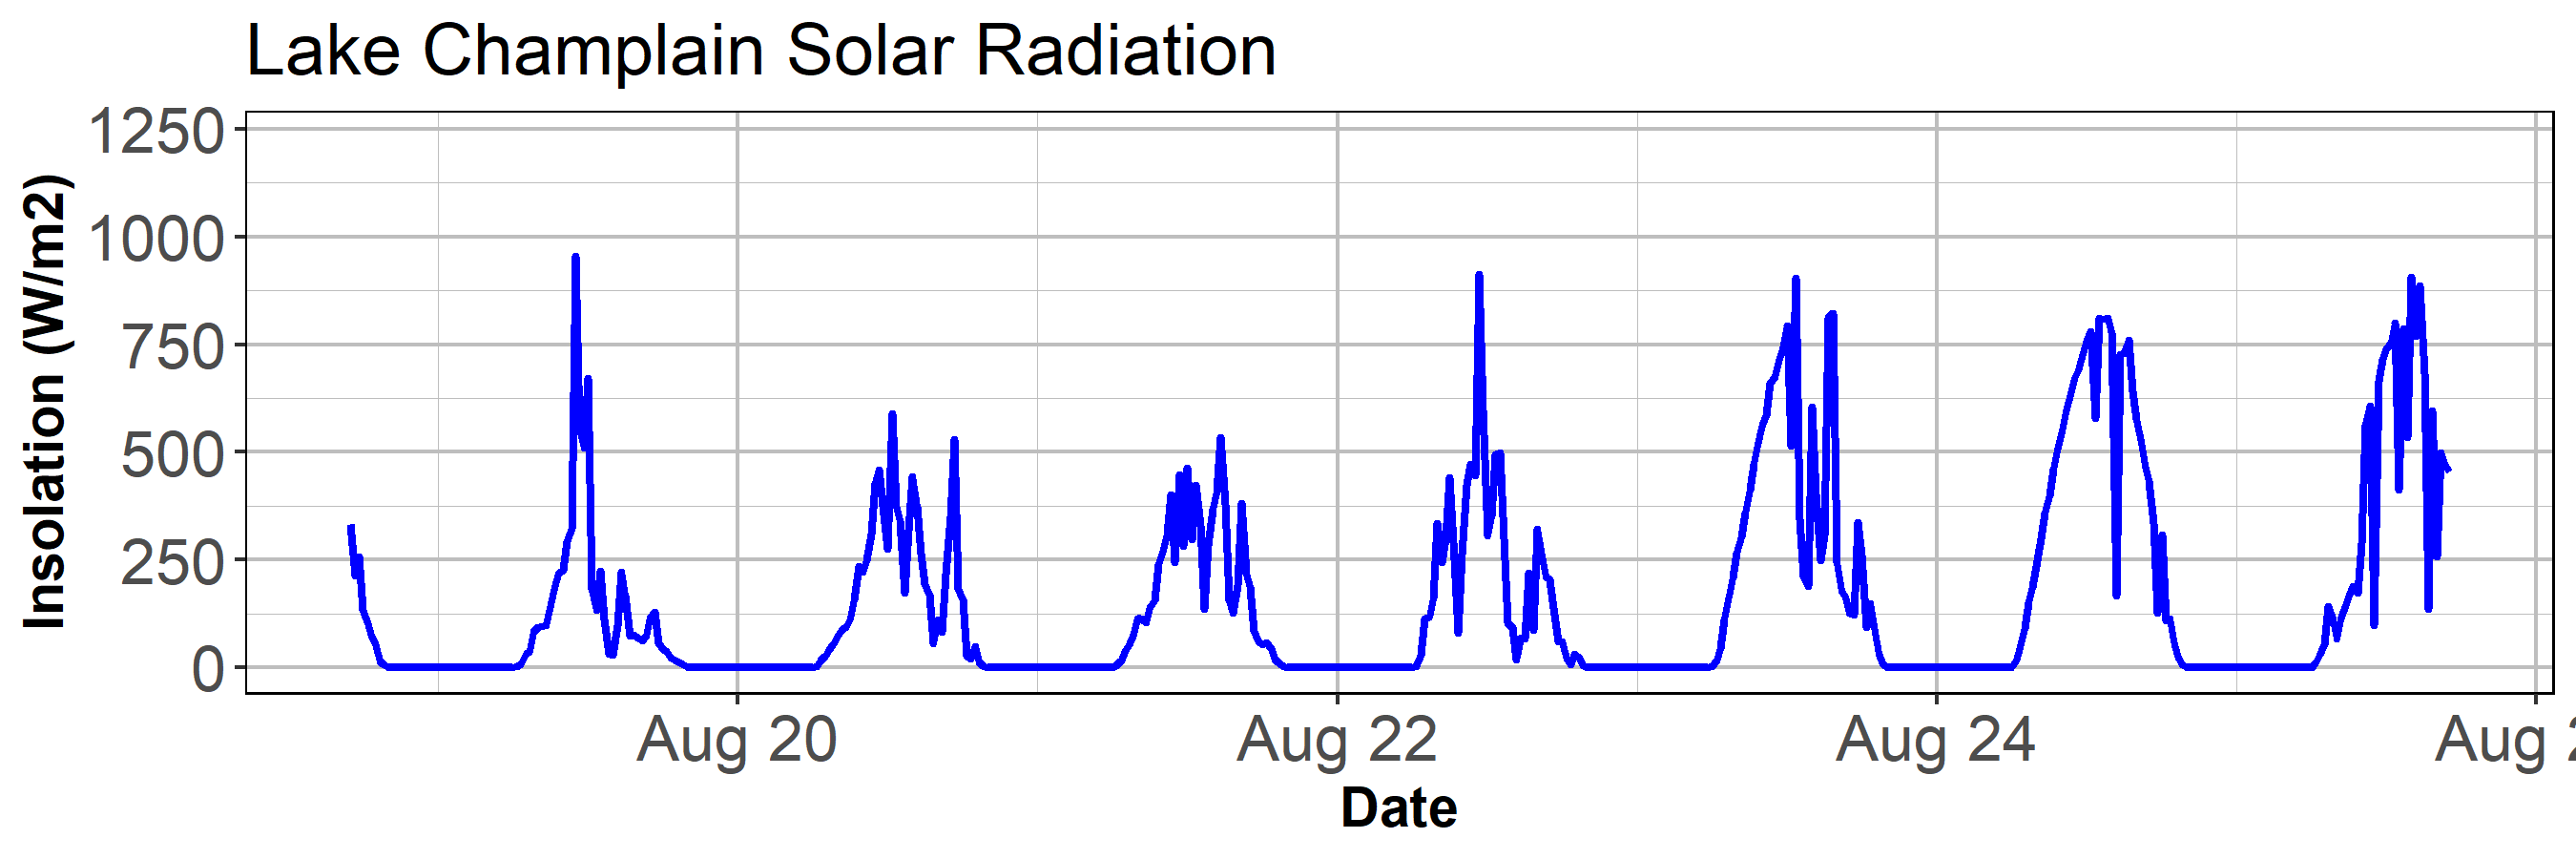 Lake Champlain Solar Radiation
Insolation (W/m2)
1250
1000
750
500
250
0
Aug 20 Aug 22 Aug 24 Aug
Date